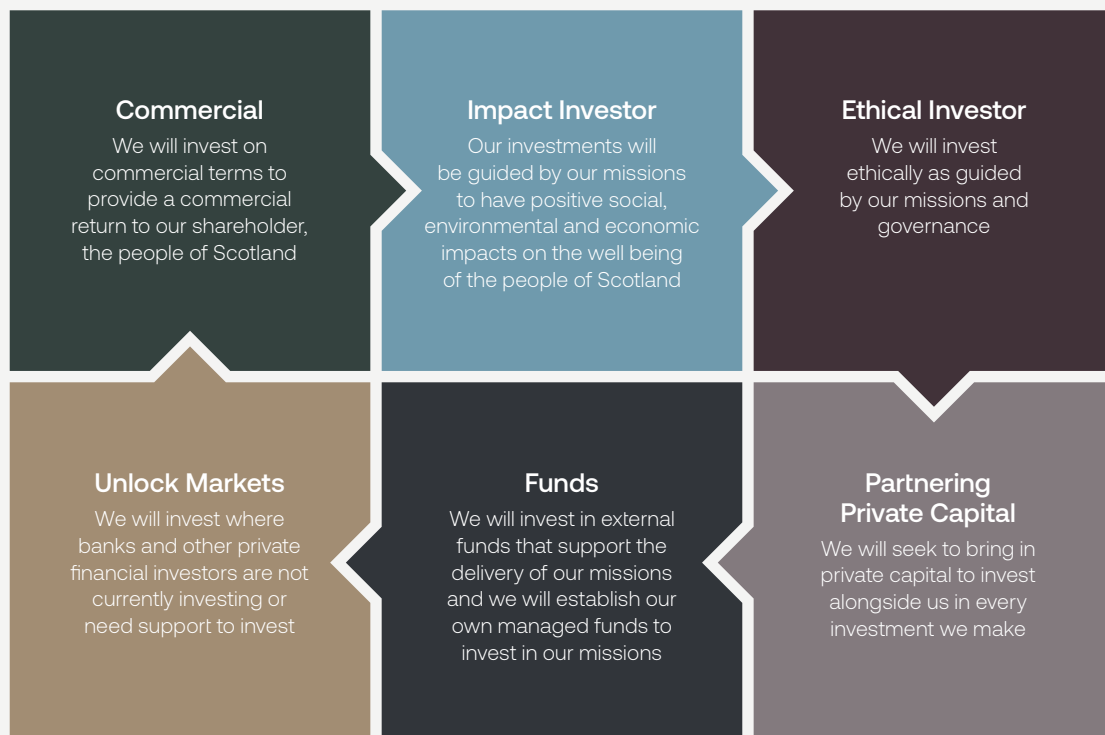 Commercial
We will invest on
commercial terms to
provide a commercial
return to our shareholder,
the people of Scotland
Impact Investor
Our investments will
be guided by our missions
to have positive social,
environmental and economic
impacts on the well being
of the people of Scotland
Ethical Investor
We will invest
ethically as guided
by our missions and
governance
Partnering
Private Capital
We will seek to bring in
private capital to invest
alongside us in every
investment we make
Funds
We will invest in external
funds that support the
delivery of our missions
and we will establish our
own managed funds to
invest in our missions
Unlock Markets
We will invest where
banks and other private
financial investors are not
currently investing or
need support to invest